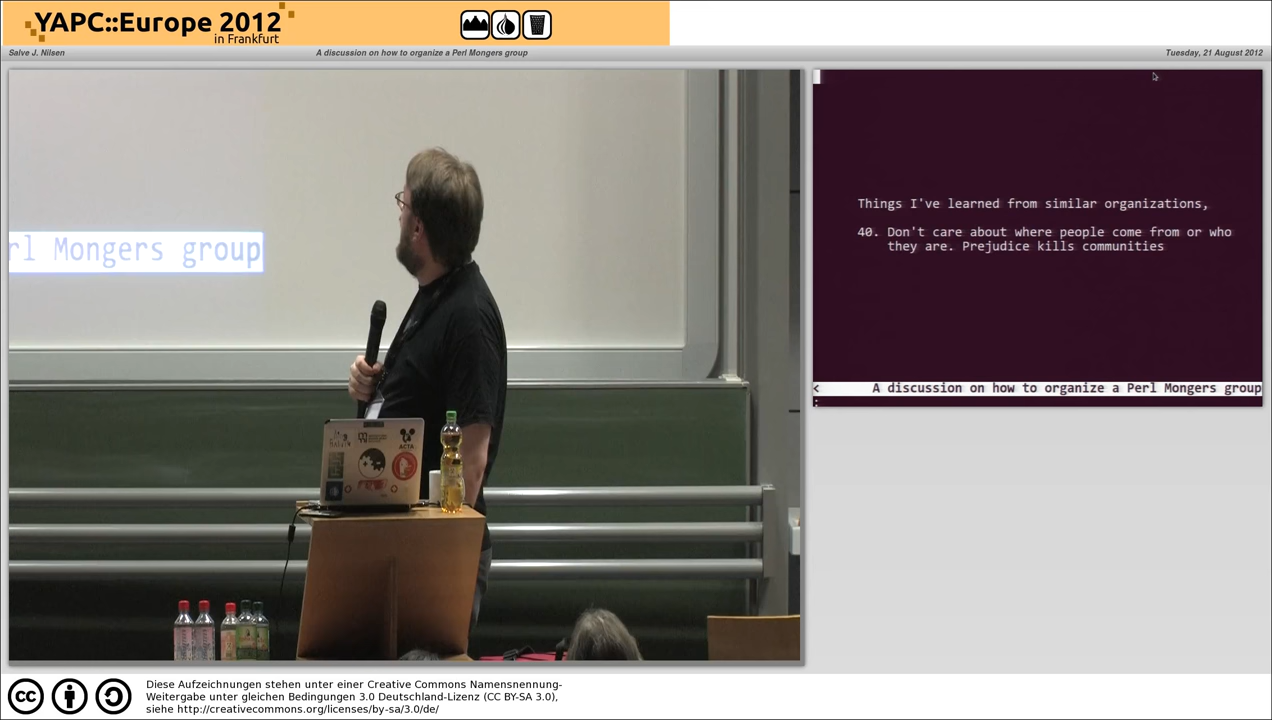 YAPC::Europe 2012
in Frankfurt
Salve J. Nilsen
A discussion on how to organize a Perl Mongers group
Tuesday, 21 August 2012
rl Mongers group
ACTA
Things I've learned from similar organizations,
40. Don't care about where people come from or who
they are. Prejudice kills communities
< A discussion on how to organize a Perl Mongers group
:
cc
Diese Aufzeichnungen stehen unter einer Creative Commons Namensnennung-
Weitergabe unter gleichen Bedingungen 3.0 Deutschland-Lizenz (CC BY-SA 3.0),
siehe http://creativecommons.org/licenses/by-sa/3.0/de/